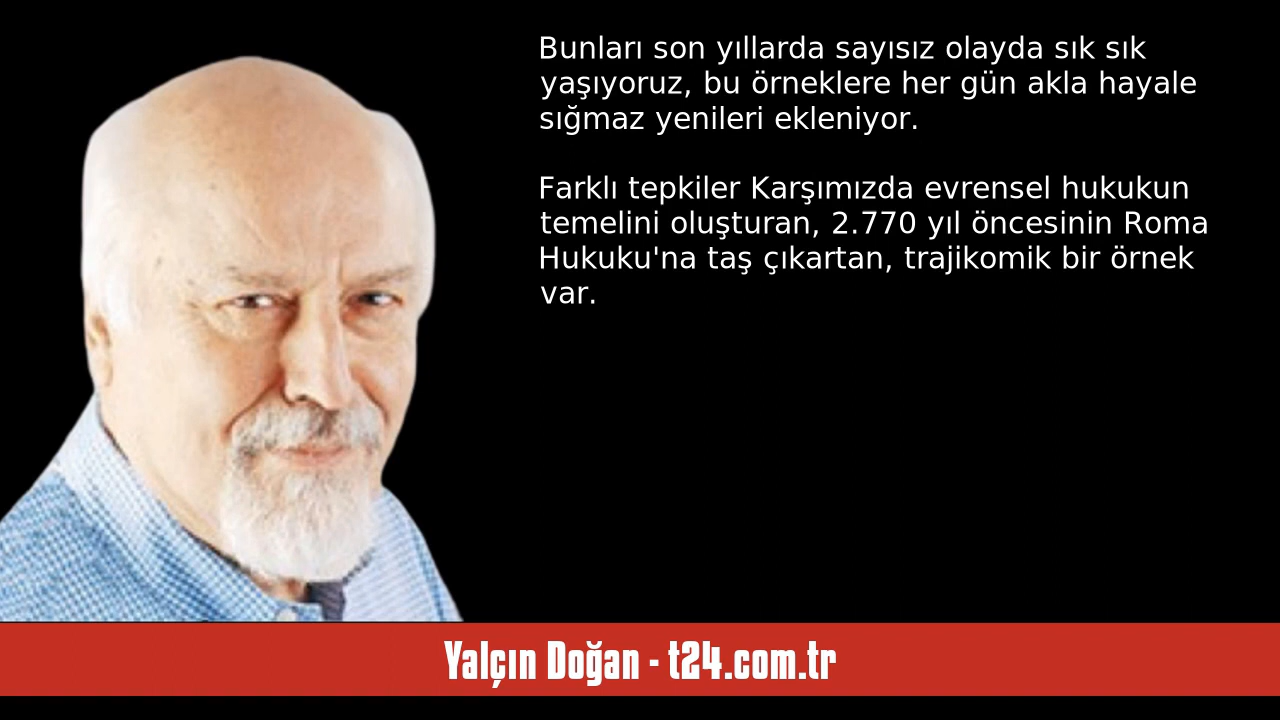 Bunları son yıllarda sayısız olayda sık sık
yaşıyoruz, bu örneklere her gün akla hayale
sığmaz yenileri ekleniyor.
Farklı tepkiler Karşımızda evrensel hukukun
temelini oluşturan, 2.770 yıl öncesinin Roma
Hukuku'na taş çıkartan, trajikomik bir örnek
var.
Yalçın Doğan - t24.com.tr